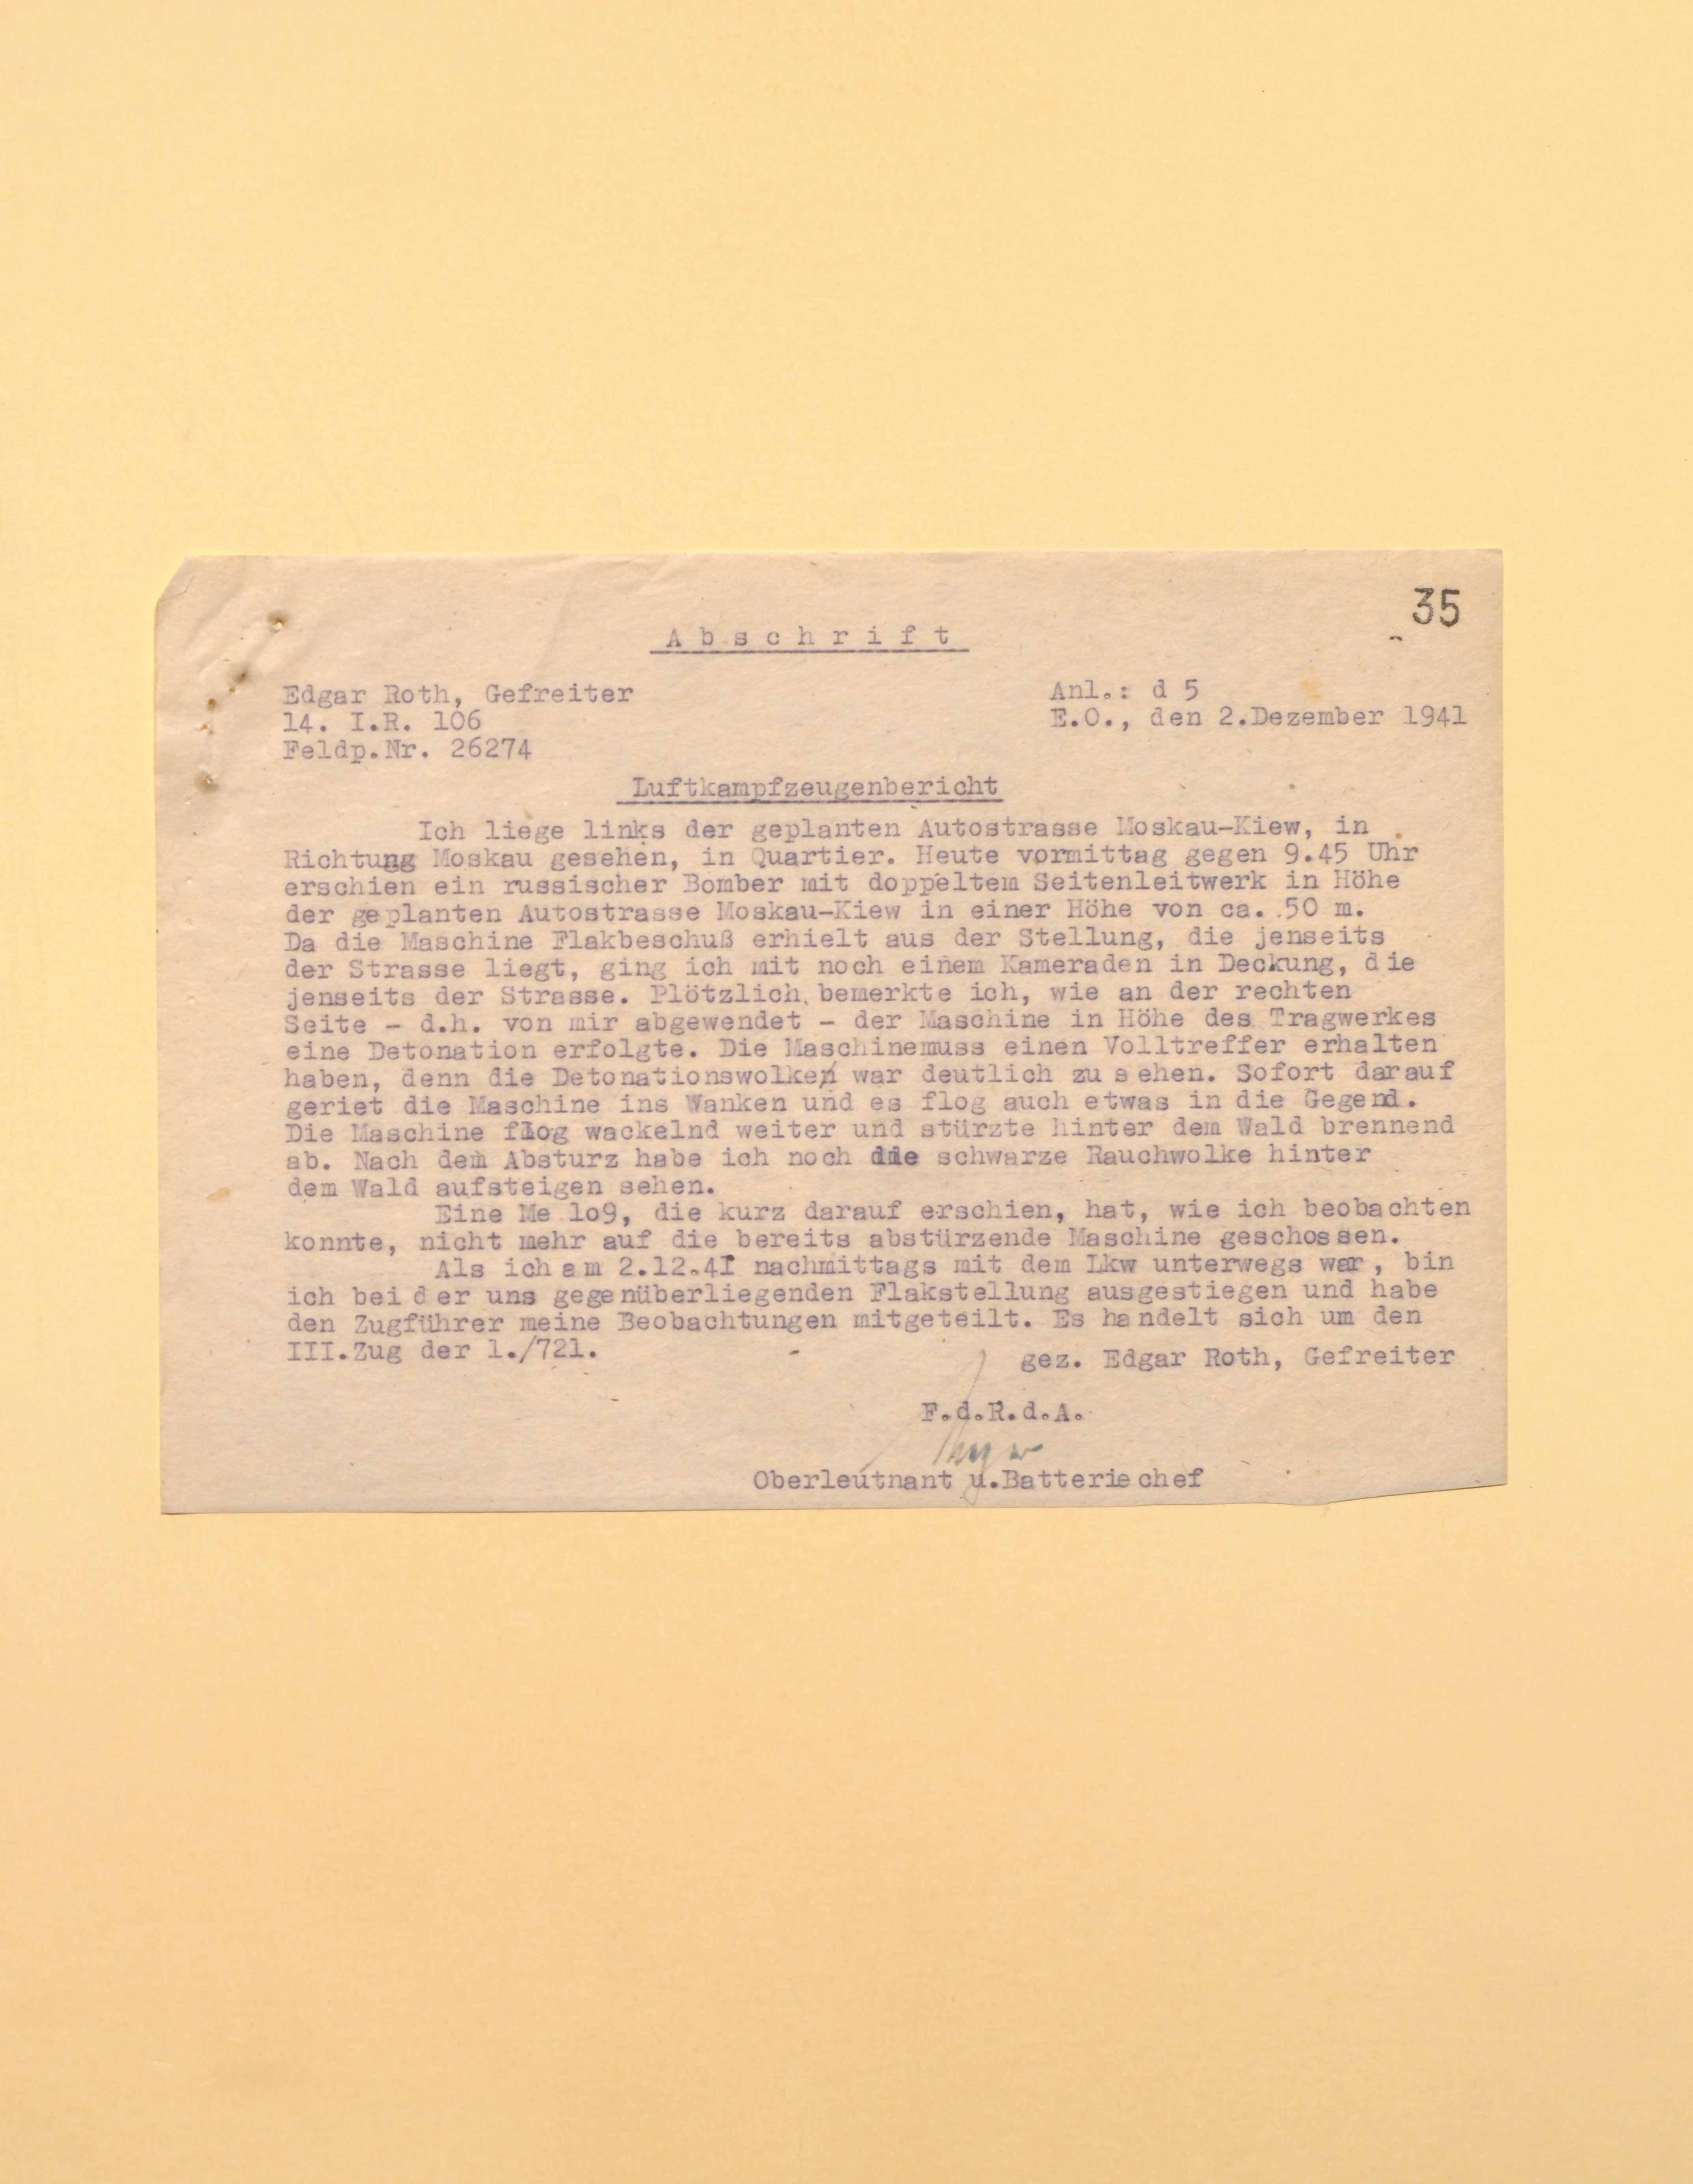 35
Abschrift
Edgar Roth, Gefreiter
14. I.R. 106
Feldp.Nr. 26274
Anl.: d 5
E.O., den 2.Dezember 1941
Luftkampfzeugenbericht
Ich liege links der geplanten Autostrasse Moskau-Kiew, in
Richtung Moskau gesehen, in Quartier. Heute vormittag gegen 9.45 Uhr
erschien ein russischer Bomber mit doppeltem Seitenleitwerk in Höhe
der geplanten Autostrasse Moskau-Kiew in einer Höhe von ca. 50 m.
Da die Maschine Flakbeschuß erhielt aus der Stellung, die jenseits
der Strasse liegt, ging ich mit noch einem Kameraden in Deckung, die
jenseits der Strasse. Plötzlich bemerkte ich, wie an der rechten
Seite - d.h. von mir abgewendet - der Maschine in Höhe des Tragwerkes
eine Detonation erfolgte. Die Maschinemuss einen Volltreffer erhalten
haben, denn die Detonationswolken war deutlich zu sehen. Sofort darauf
geriet die Maschine ins Wanken und es flog auch etwas in die Gegend.
Die Maschine flog wackelnd weiter und stürzte hinter dem Wald brennend
ab. Nach dem Absturz habe ich noch die schwarze Rauchwolke hinter
dem Wald aufsteigen sehen.
Eine Me lo9, die kurz darauf erschien, hat, wie ich beobachten
konnte, nicht mehr auf die bereits abstürzende Maschine geschossen.
Als ich am 2.12.41 nachmittags mit dem Lkw unterwegs war, bin
ich bei der uns gegenüberliegenden Flakstellung ausgestiegen und habe
den Zugführer meine Beobachtungen mitgeteilt. Es handelt sich um den
III.Zug der 1./721.
gez. Edgar Roth, Gefreiter
F.d.R.d.A.
Oberleutnant u.Batteriechef